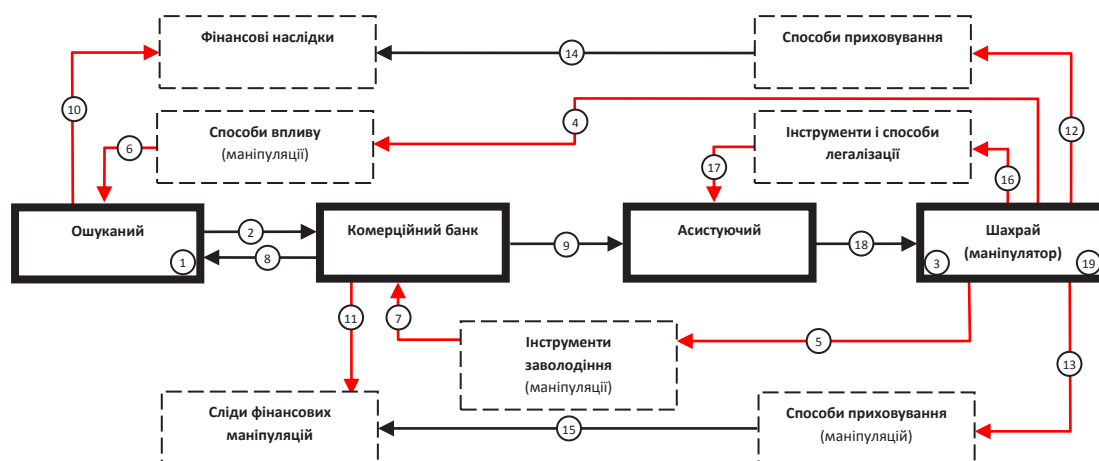 Фінансові наслідки
Способи приховування
14
10
4
12
Способи впливу
(маніпуляції)
Інструменти і способи
легалізації
6
17
16
Ошуканий
1
2
8
Комерційний банк
9
Асистуючий
18
Шахрай
(маніпулятор)
3
19
11
7
5
13
Інструменти
заволодіння
(маніпуляції)
Сліди фінансових
маніпуляцій
15
Способи приховування
(маніпуляцій)